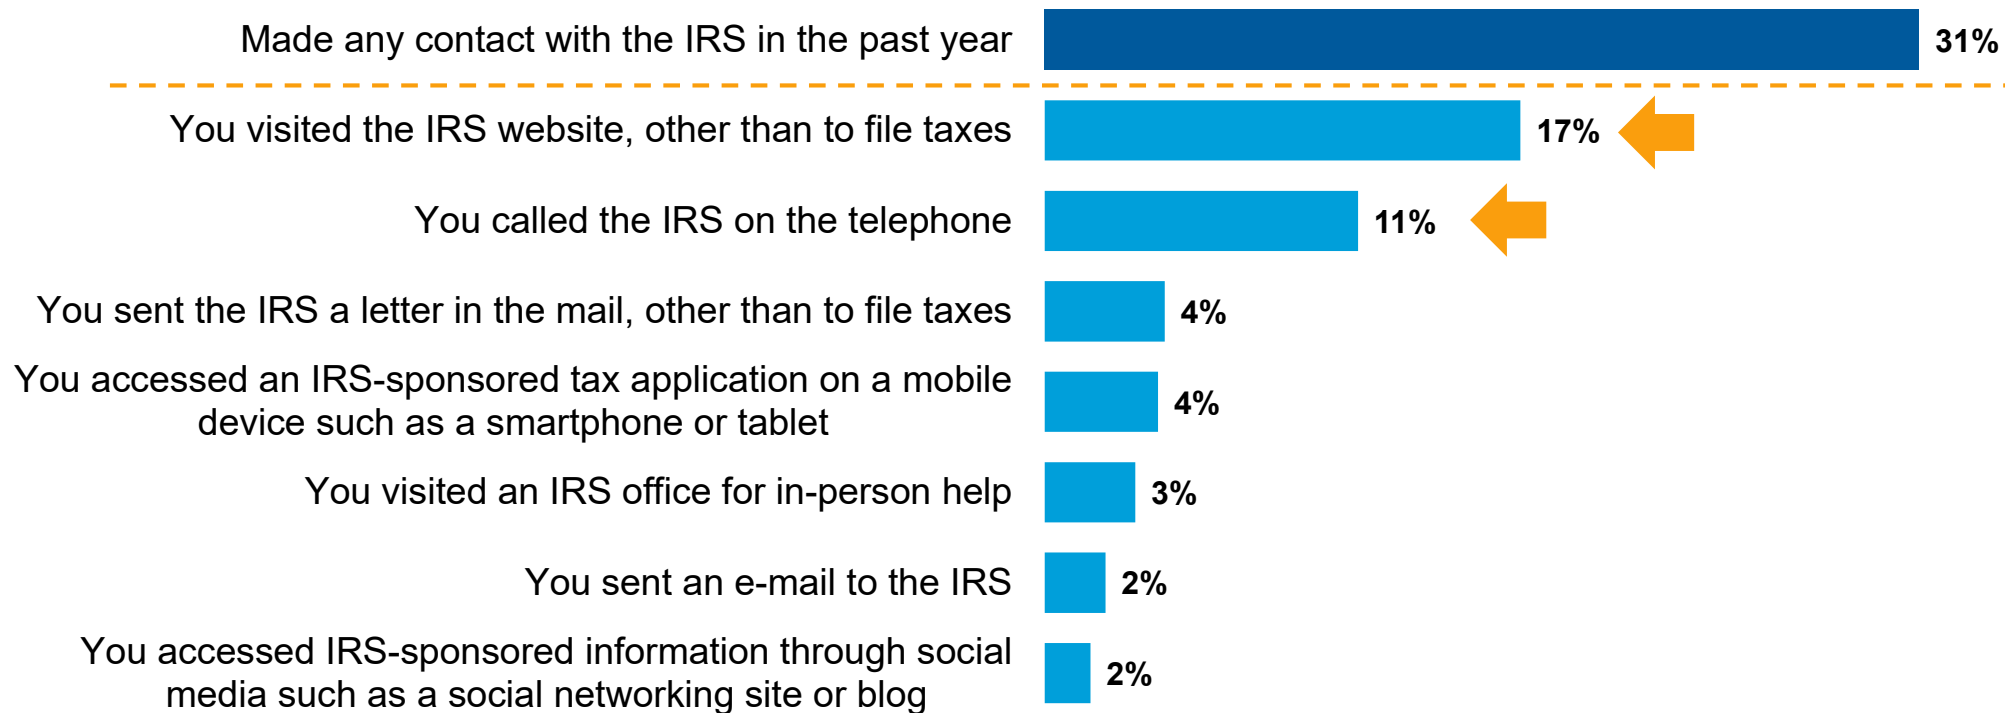 Made any contact with the IRS in the past year 31%
You visited the IRS website, other than to file taxes 17%
You called the IRS on the telephone 11%
You sent the IRS a letter in the mail, other than to file taxes 4%
You accessed an IRS-sponsored tax application on a mobile
device such as a smartphone or tablet 4%
You visited an IRS office for in-person help 3%
You sent an e-mail to the IRS 2%
You accessed IRS-sponsored information through social
media such as a social networking site or blog 2%